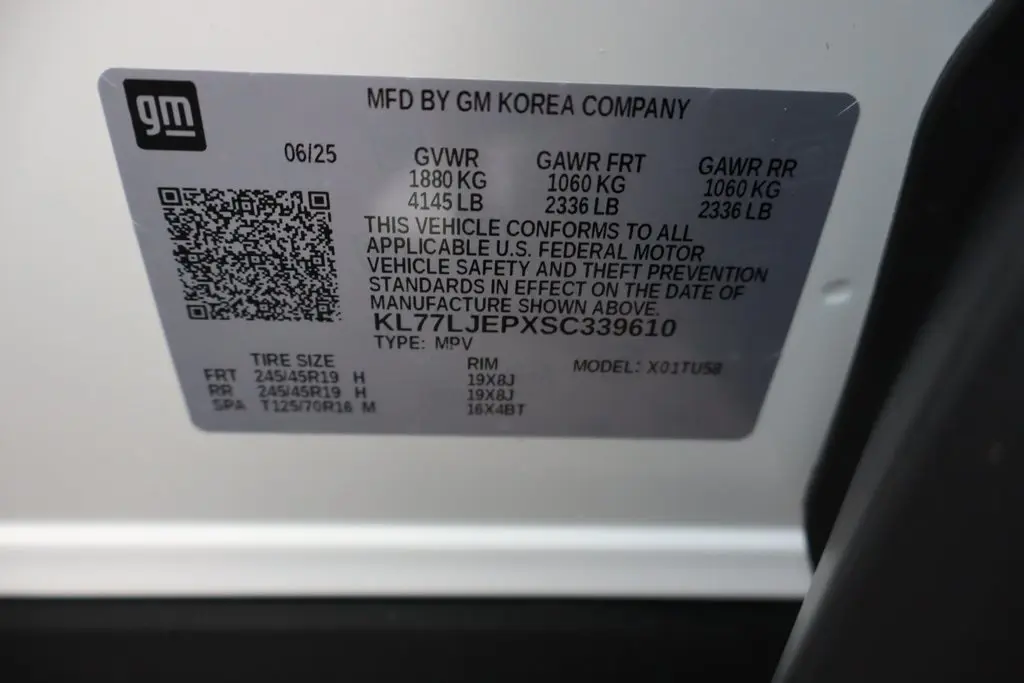 gm
MFD BY GM KOREA COMPANY
06/25 GVWR GAWR FRT GAWR RR
1880 KG 1060 KG 1060 KG
4145 LB 2336 LB 2336 LB
THIS VEHICLE CONFORMS TO ALL
APPLICABLE U.S. FEDERAL MOTOR
VEHICLE SAFETY AND THEFT PREVENTION
STANDARDS IN EFFECT ON THE DATE OF
MANUFACTURE SHOWN ABOVE.
KL77LJEPXSC339610
TYPE: MPV
TIRE SIZE RIM MODEL: X01TU58
FRT 245/45R19 H 19X8J
RR 245/45R19 H 19X8J
SPA T125/70R16 M 16X4BT